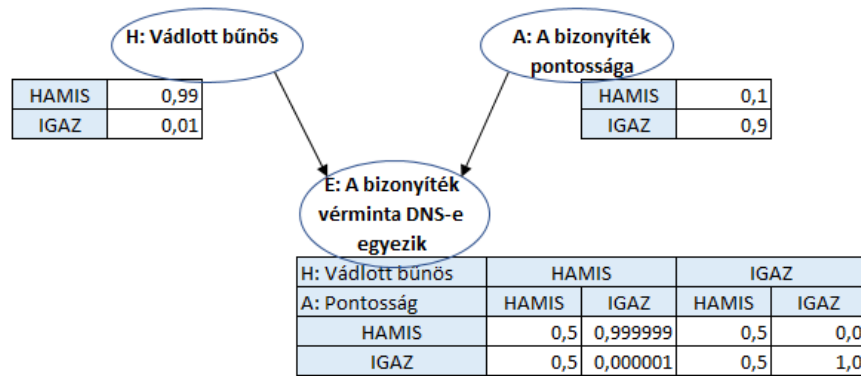 H: Vádlott bűnös
A: A bizonyíték
pontossága
HAMIS 0,99
IGAZ 0,01
HAMIS 0,1
IGAZ 0,9
E: A bizonyíték
vérminta DNS-e
egyezik
H: Vádlott bűnös HAMIS IGAZ
A: Pontosság HAMIS IGAZ HAMIS IGAZ
HAMIS 0,5 0,999999 0,5 0,0
IGAZ 0,5 0,000001 0,5 1,0